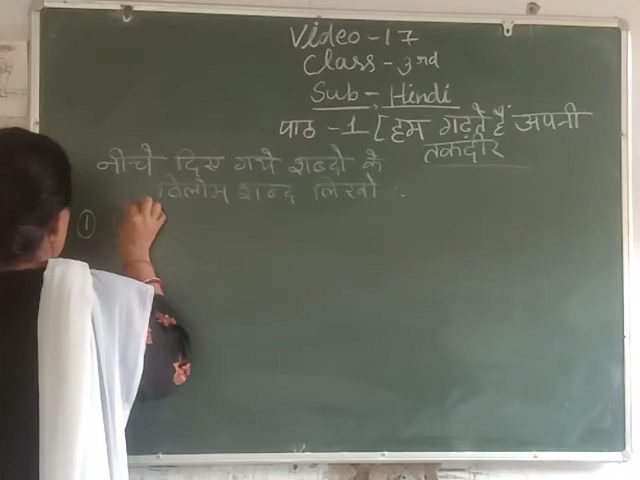 Video - 17
Class - 3rd
Sub - Hindi
पाठ - 1 [ हम गढ़ते हैं अपनी
तकदीर
नीचे दिए गये शब्दो के
विलोम शब्द लिखो :-
①